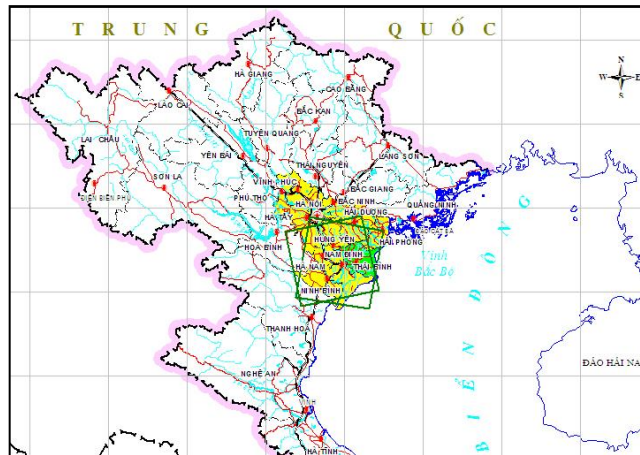 TRUNG QUỐC
N
W E
S
HÀ GIANG
CAO BẰNG
LÀO CAI
BẮC KẠN
LAI CHÂU
TUYÊN QUANG
YÊN BÁI
LẠNG SƠN
THÁI NGUYÊN
SƠN LA
VĨNH PHÚC
BẮC GIANG
ĐIỆN BIÊN PHỦ
PHÚ THỌ
HÀ NỘI
BẮC NINH
QUẢNG NINH
HÀ TÂY
HẢI DƯƠNG
HOÀ BÌNH
HƯNG YÊN
HẢI PHÒNG
NAM ĐỊNH
Vịnh
Bắc Bộ
HÀ NAM
THÁI BÌNH
NINH BÌNH
BIỂN ĐÔNG
THANH HOÁ
ĐẢO HẢI NA
NGHỆ AN
VINH
HÀ TĨNH